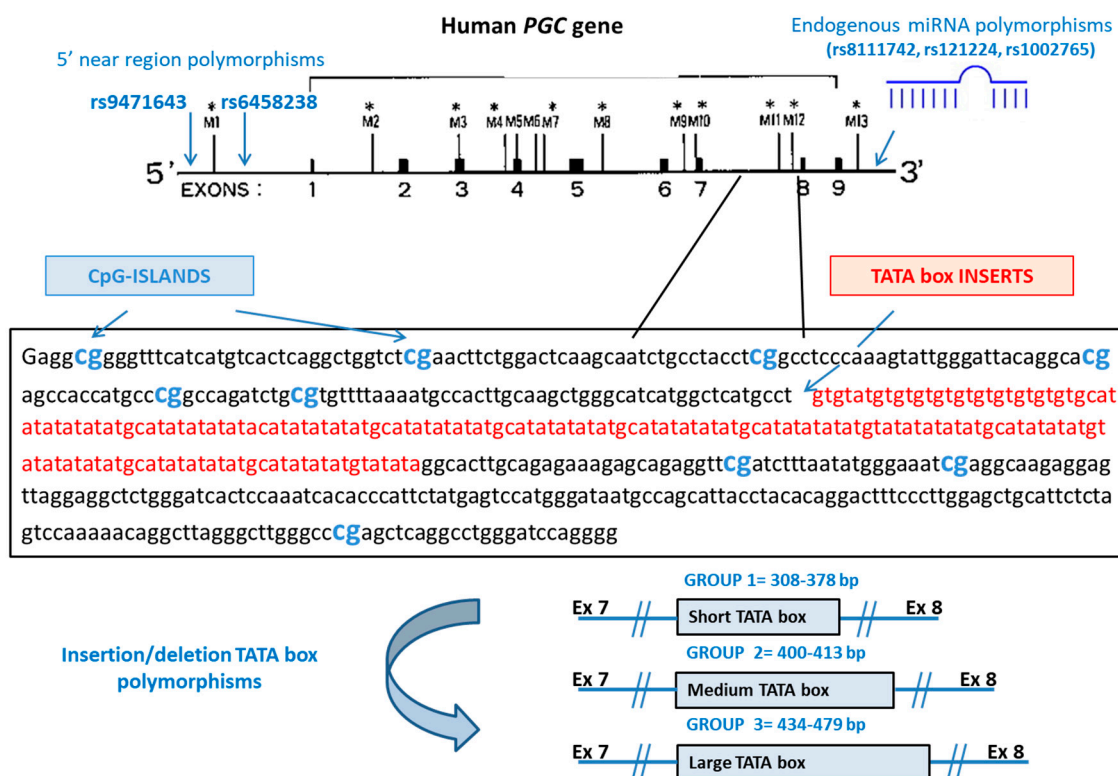 Human PGC gene
Endogenous miRNA polymorphisms
(rs8111742, rs121224, rs1002765)
5' near region polymorphisms
rs9471643 rs6458238
* * * * * * * * * * *
M1 M2 M3 M4 M5 M6 M7 M8 M9 M10 M11 M12 M13
5' 3'
EXONS : 1 2 3 4 5 6 7 8 9
CpG-ISLANDS
TATA box INSERTS
Gaggcggggtttcatcatgtcactcaggctggtctcgaacttctggactcaagcaatctgcctacctcggcctcccaaagtattgggattacaggcacg
agccaccatgcccggccagatctgcgtgttttaaaatgccacttgcaagctgggcatcatggctcatgcct gtgtatgtgtgtgtgtgtgtgtgtgcat
atatatatatgcatatatatatacatatatatatgcatatatatatgcatatatatatgcatatatatatgcatatatatatgtatatatatatgcatatatatgt
atatatatatgcatatatatatgcatatatatatgtatataaggcacttgcagagaaagagcagaggttcgatctttaatatgggaaatcgaggcaagaggag
ttaggaggctctgggatcactccaaatcacacccattctatgagtccatgggataatgccagcattacctacacaggactttcccttggagctgcattctcta
gtccaaaaacaggcttagggcttgggcccgagctcaggcctgggatccagggg
GROUP 1= 308-378 bp
Ex 7 Short TATA box Ex 8
Insertion/deletion TATA box
polymorphisms
GROUP 2= 400-413 bp
Ex 7 Medium TATA box Ex 8
GROUP 3= 434-479 bp
Ex 7 Large TATA box Ex 8